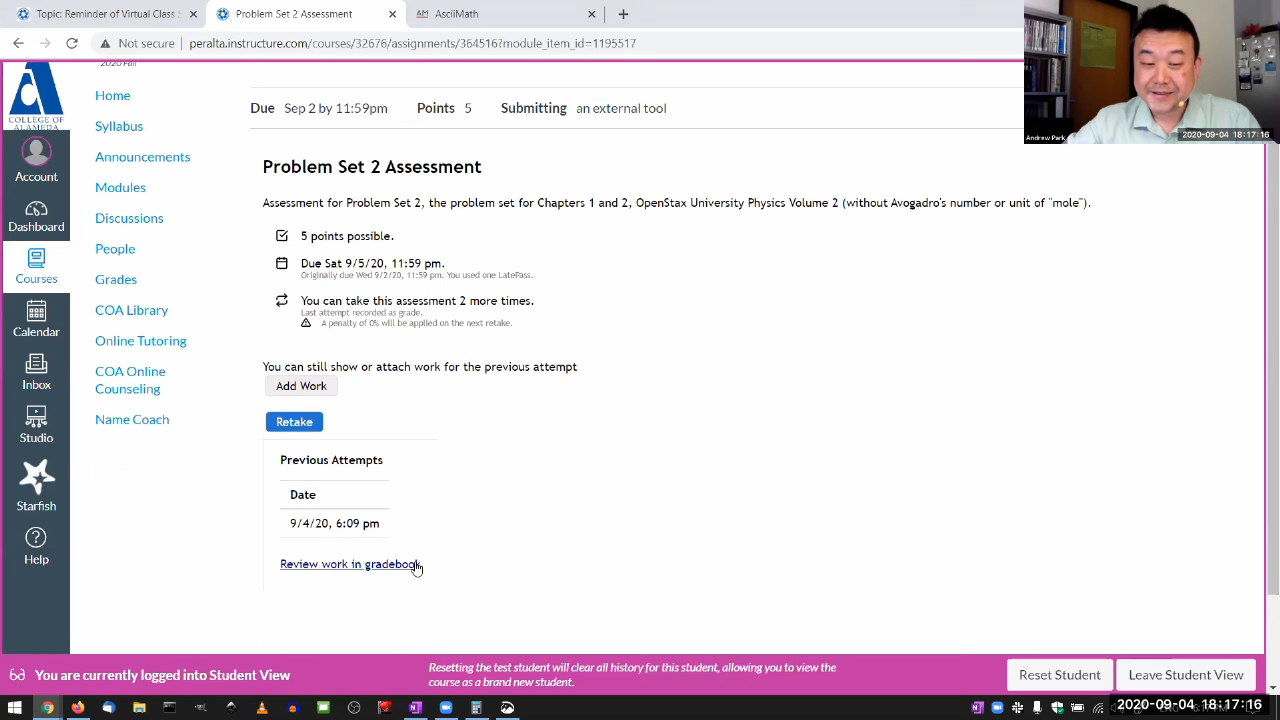 Topic 2 Assignments and Class
Problem Set 2 Assessment
AM AsciiMath
Not secure | peralta.instructure.com/courses/32676/assignments/364516?module_item_id=1195517
COLLEGE OF
ALAMEDA
Account
Dashboard
Courses
Calendar
Inbox
Studio
Starfish
Help
2020 Fall
Home
Syllabus
Announcements
Modules
Discussions
People
Grades
COA Library
Online Tutoring
COA Online
Counseling
Name Coach
Due Sep 2 by 11:59pm Points 5 Submitting an external tool
Problem Set 2 Assessment
Assessment for Problem Set 2, the problem set for Chapters 1 and 2, OpenStax University Physics Volume 2 (without Avogadro's number or unit of "mole").
5 points possible.
Due Sat 9/5/20, 11:59 pm.
Originally due Wed 9/2/20, 11:59 pm. You used one LatePass.
You can take this assessment 2 more times.
Last attempt recorded as grade.
A penalty of 0% will be applied on the next retake.
You can still show or attach work for the previous attempt
Add Work
Retake
Previous Attempts
Date
9/4/20, 6:09 pm
Review work in gradebook
Andrew Park
2020-09-04 18:17:16
You are currently logged into Student View
Resetting the test student will clear all history for this student, allowing you to view the
course as a brand new student.
Reset Student
Leave Student View
2020-09-04 18:17:16